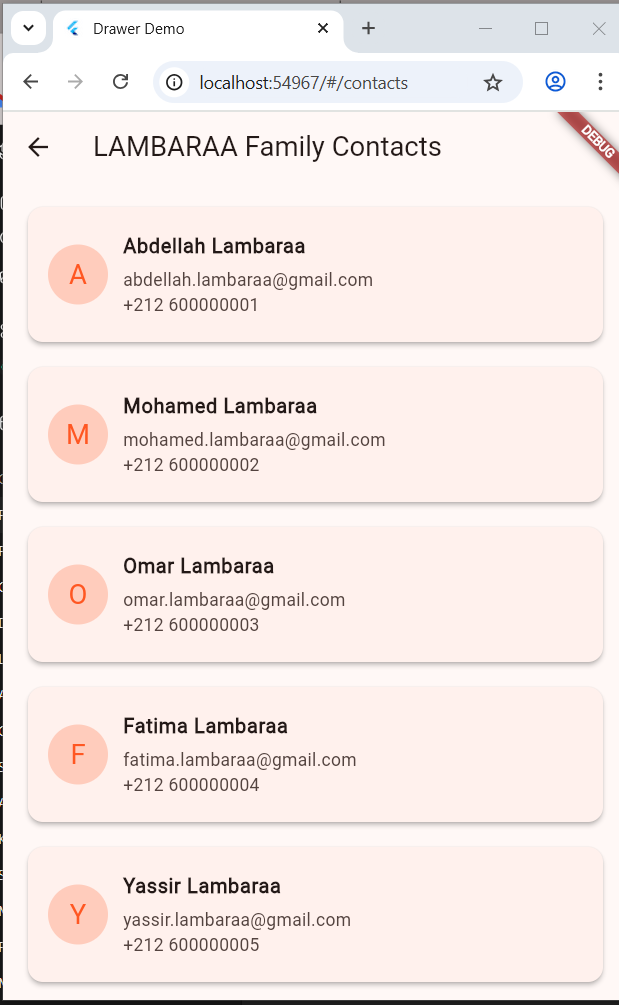 Drawer Demo
localhost:54967/#/contacts
LAMBARAA Family Contacts
DEBUG
A
Abdellah Lambaraa
abdellah.lambaraa@gmail.com
+212 600000001
M
Mohamed Lambaraa
mohamed.lambaraa@gmail.com
+212 600000002
O
Omar Lambaraa
omar.lambaraa@gmail.com
+212 600000003
F
Fatima Lambaraa
fatima.lambaraa@gmail.com
+212 600000004
Y
Yassir Lambaraa
yassir.lambaraa@gmail.com
+212 600000005